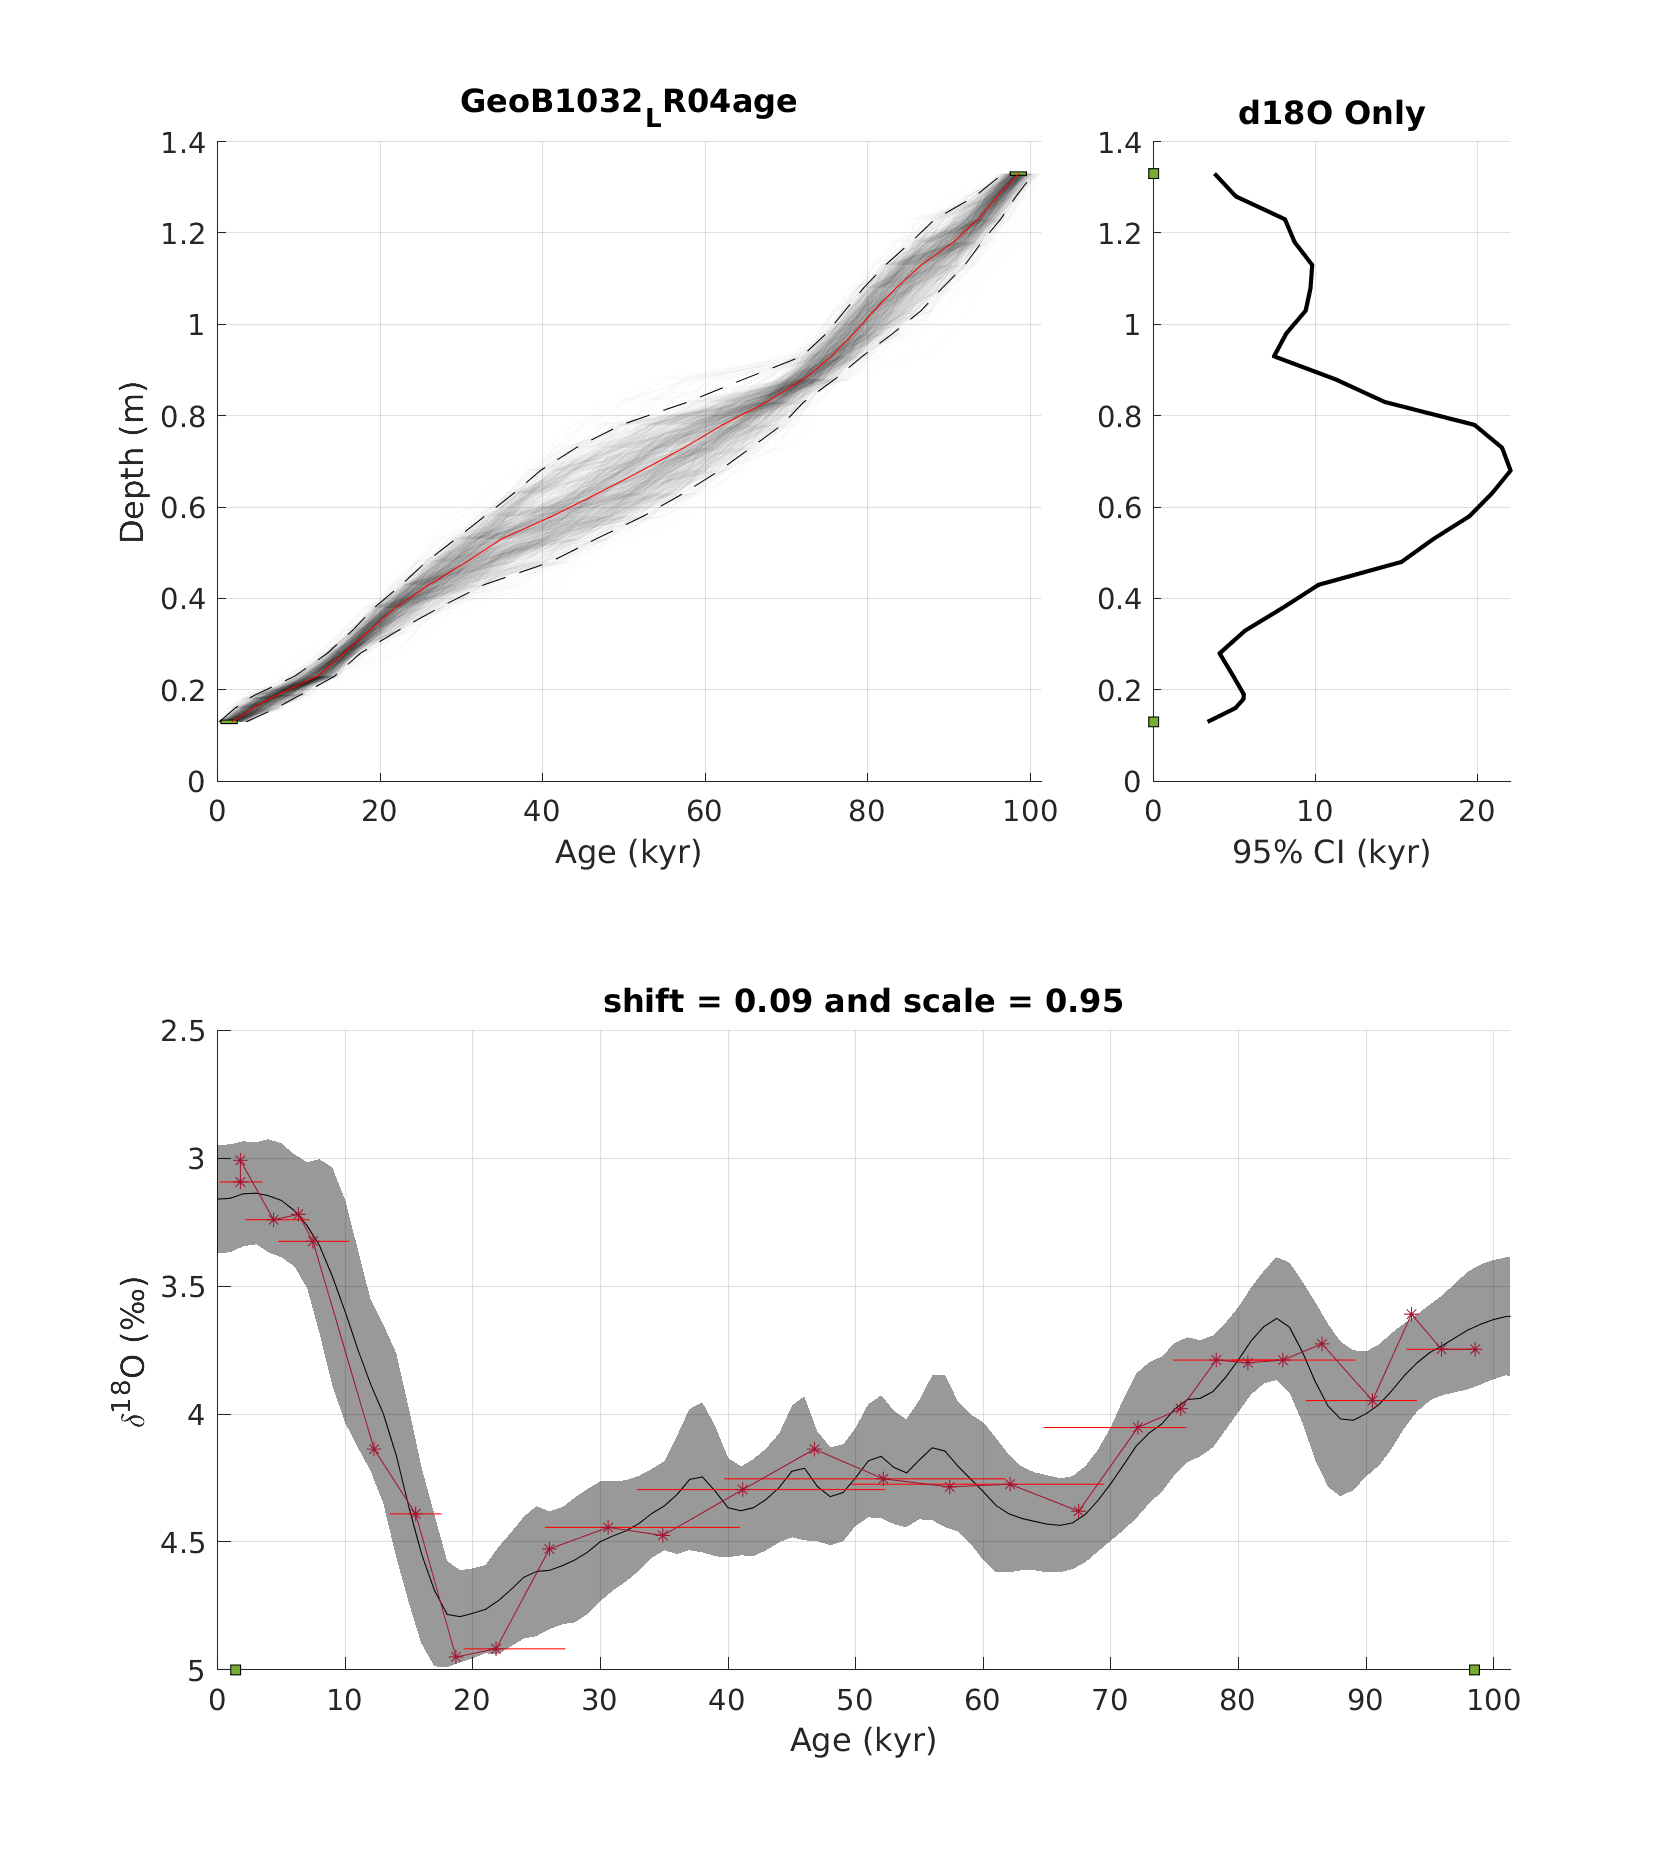 GeoB1032LR04age
d18O Only
1.4
1.2
1
0.8
0.6
0.4
0.2
0
Depth (m)
0 20 40 60 80 100
Age (kyr)
1.4
1.2
1
0.8
0.6
0.4
0.2
0
0 10 20
95% CI (kyr)
shift = 0.09 and scale = 0.95
2.5
3
3.5
4
4.5
5
δ18O (‰)
0 10 20 30 40 50 60 70 80 90 100
Age (kyr)